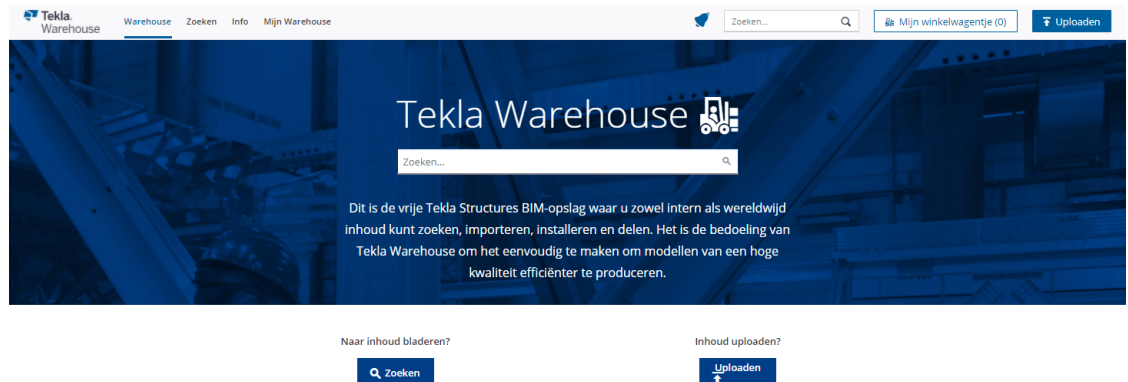 Tekla. Warehouse
Warehouse Zoeken Info Mijn Warehouse Zoeken... Mijn winkelwagentje (0) Uploaden
Tekla Warehouse
Zoeken...
Dit is de vrije Tekla Structures BIM-opslag waar u zowel intern als wereldwijd
inhoud kunt zoeken, importeren, installeren en delen. Het is de bedoeling van
Tekla Warehouse om het eenvoudig te maken om modellen van een hoge
kwaliteit efficiënter te produceren.
Naar inhoud bladeren? Inhoud uploaden?
Zoeken Uploaden